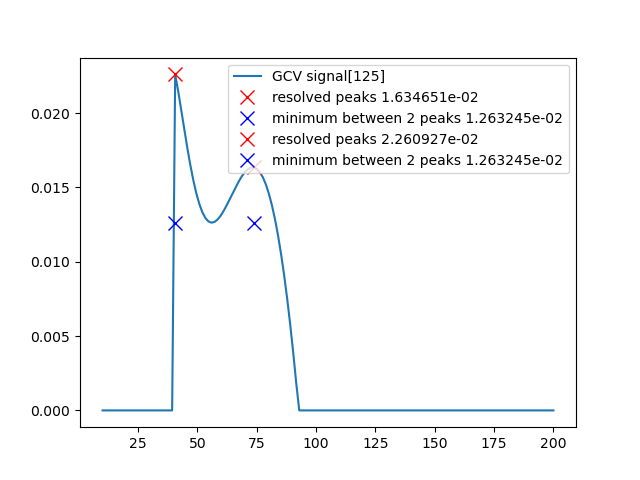 GCV signal[125]
resolved peaks 1.634651e-02
minimum between 2 peaks 1.263245e-02
resolved peaks 2.260927e-02
minimum between 2 peaks 1.263245e-02
0.020
0.015
0.010
0.005
0.000
25 50 75 100 125 150 175 200